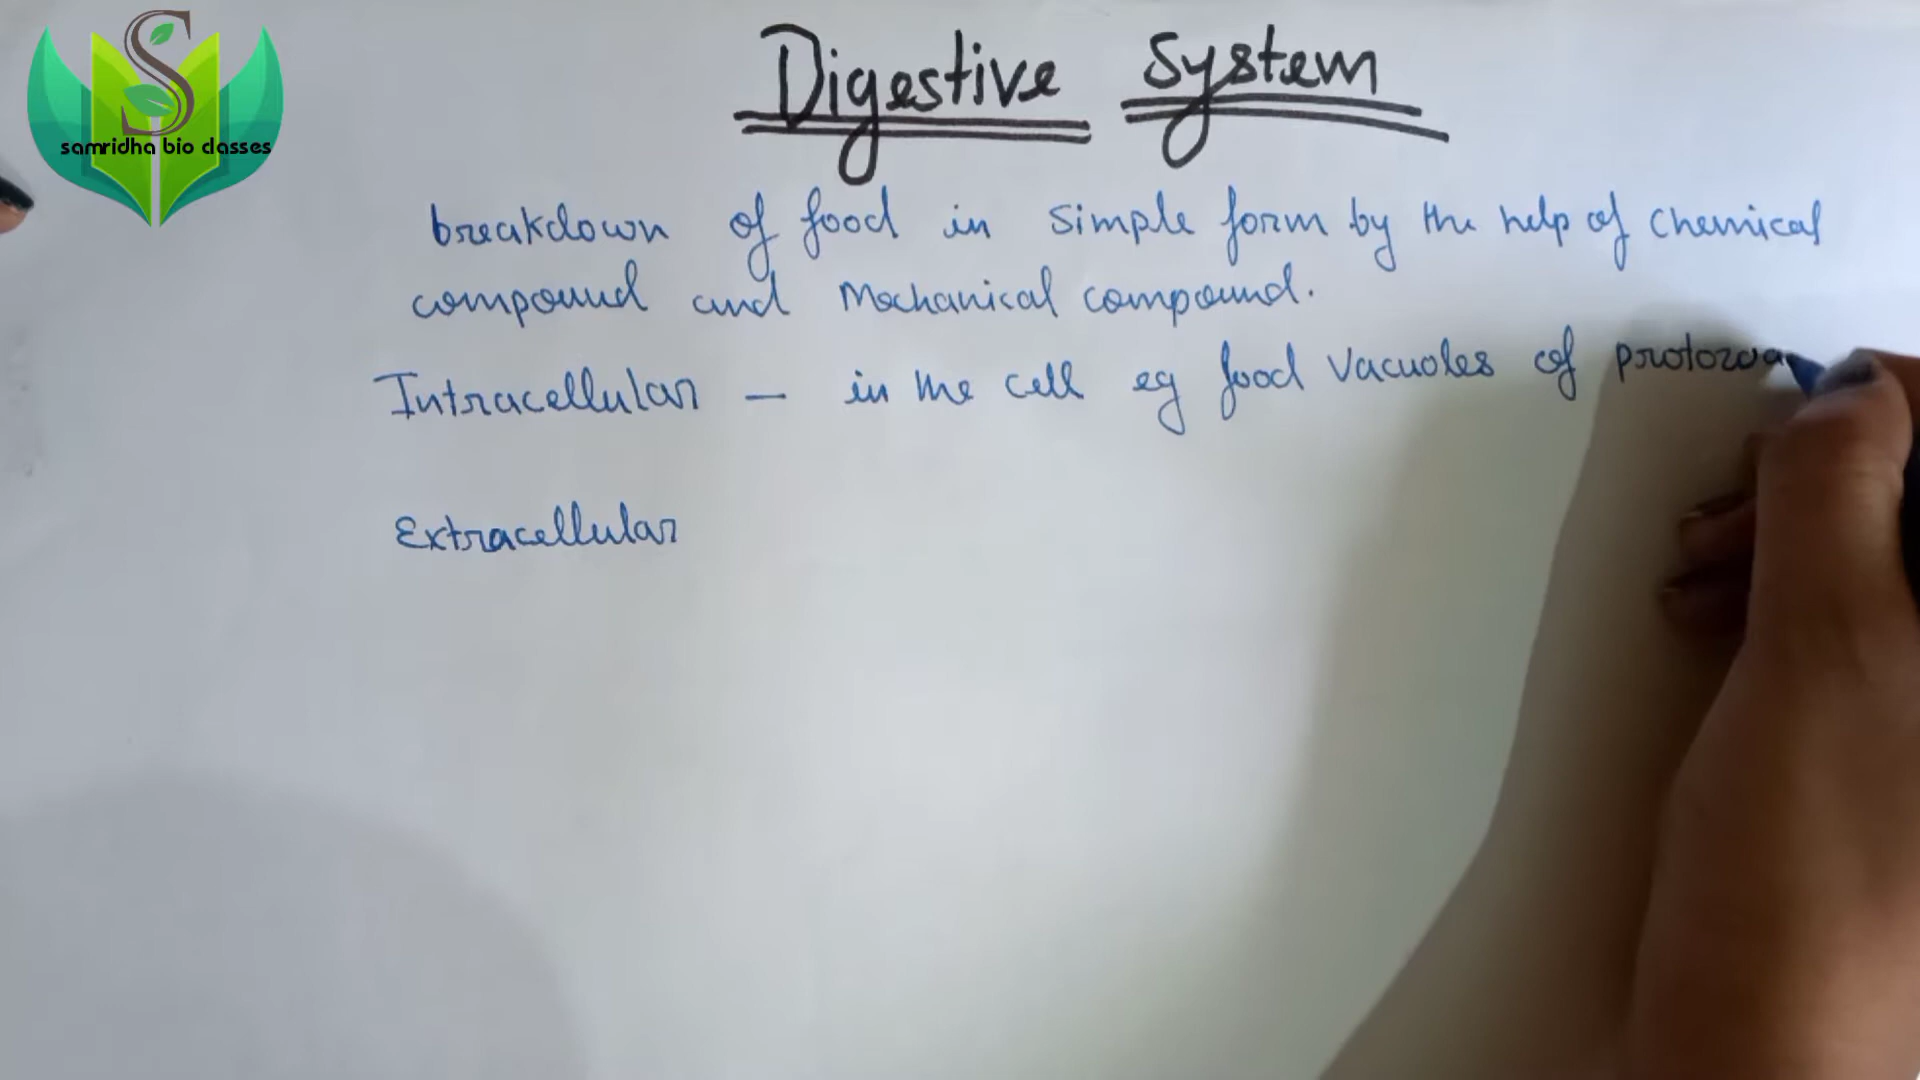 S
samridha bio classes
Digestive System
breakdown of food in simple form by the help of chemical
compound and Mechanical compound.
Intracellular – in the cell eg food vacuoles of protozoa
Extracellular